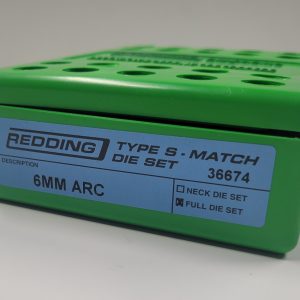 REDDING
TYPE S - MATCH
DIE SET
36674
DESCRIPTION
6MM ARC
NECK DIE SET
FULL DIE SET